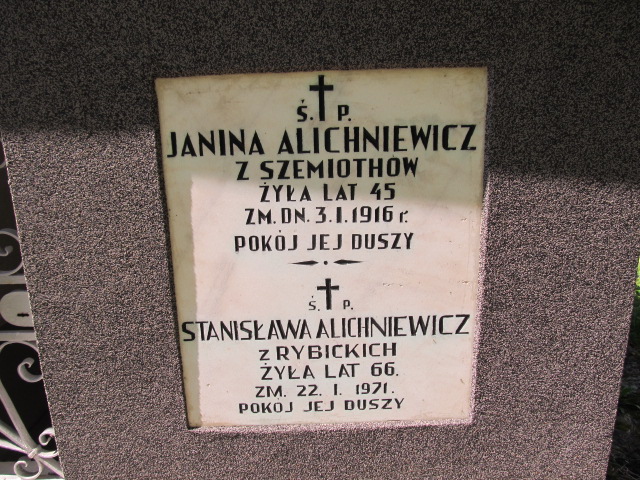 Ś. P.
JANINA ALICHNIEWICZ
Z SZEMIOTHÓW
ŻYŁA LAT 45
ZM. DN. 3. I. 1916 r.
POKÓJ JEJ DUSZY
Ś. P.
STANISŁAWA ALICHNIEWICZ
Z RYBICKICH
ŻYŁA LAT 66.
ZM. 22. I. 1971.
POKÓJ JEJ DUSZY